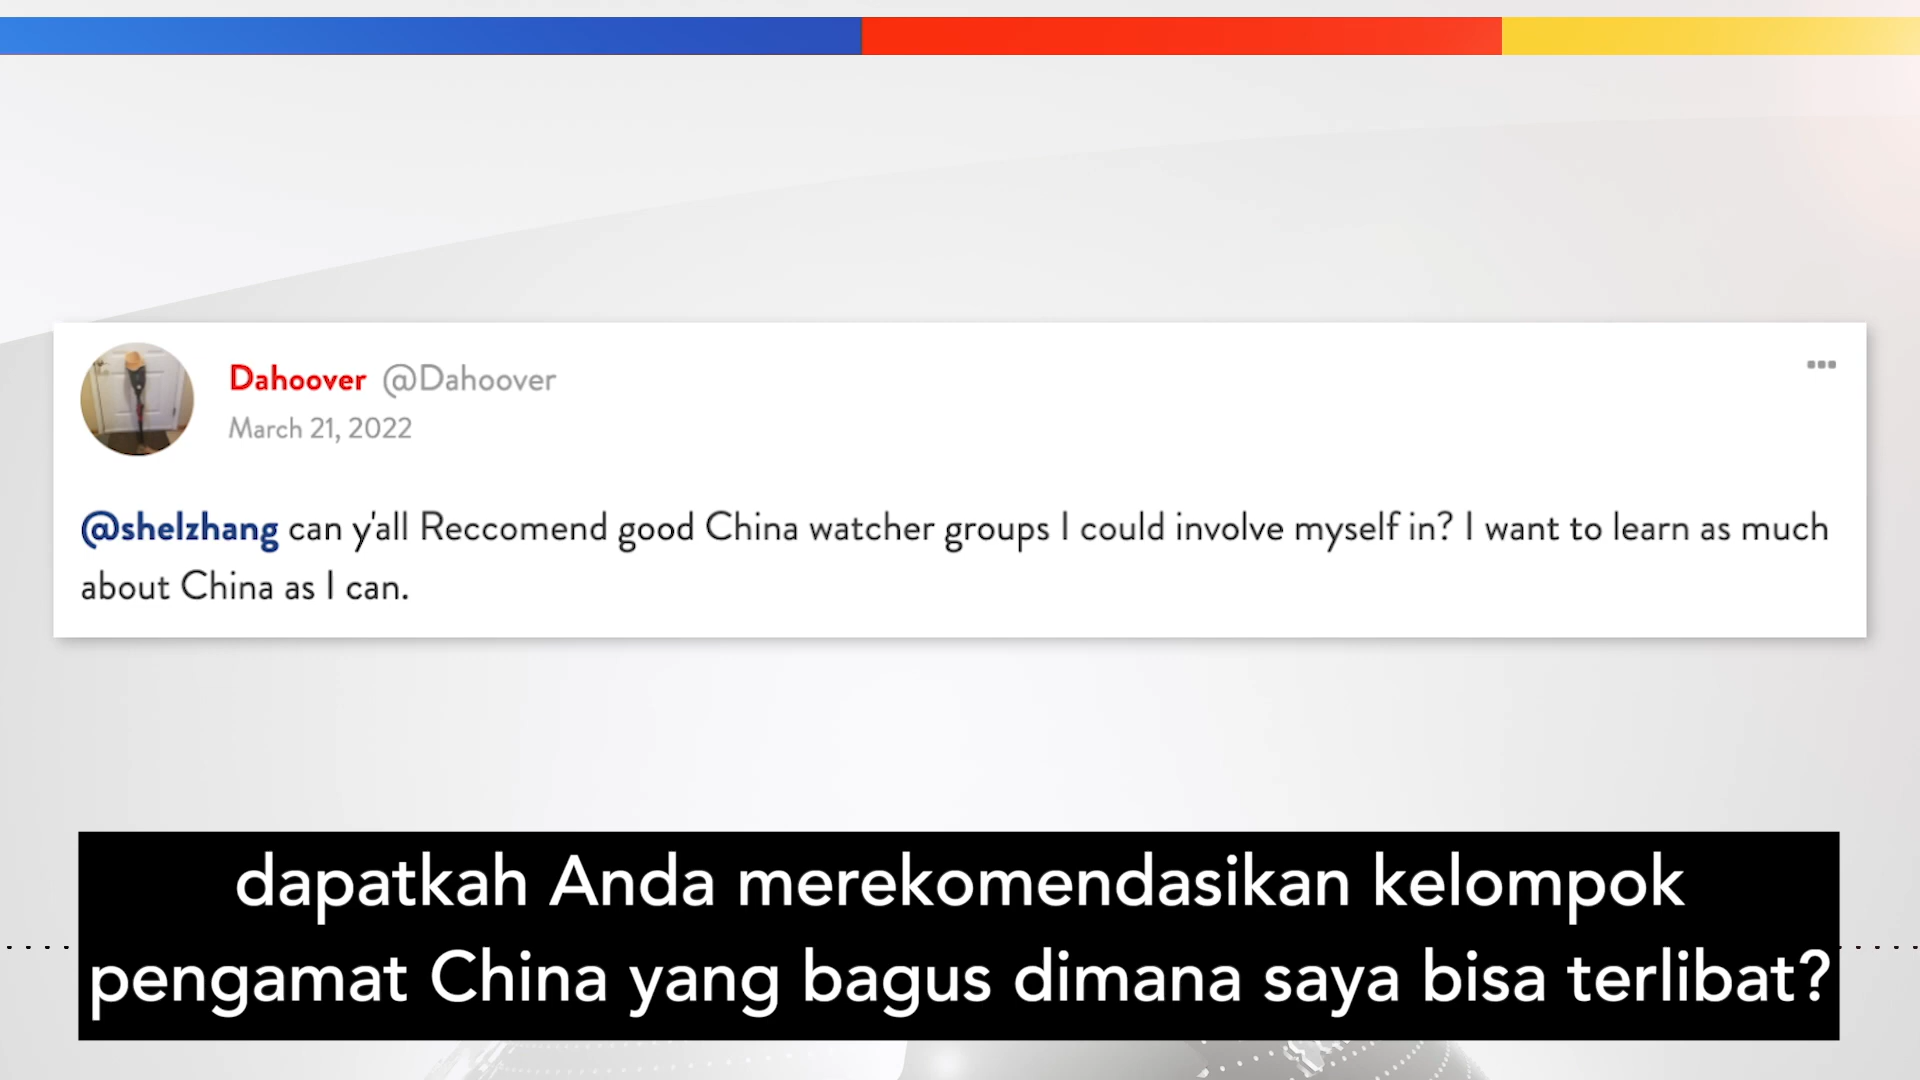 Dahoover @Dahoover
March 21, 2022
@shelzhang can y'all Reccomend good China watcher groups I could involve myself in? I want to learn as much
about China as I can.
dapatkah Anda merekomendasikan kelompok
pengamat China yang bagus dimana saya bisa terlibat?